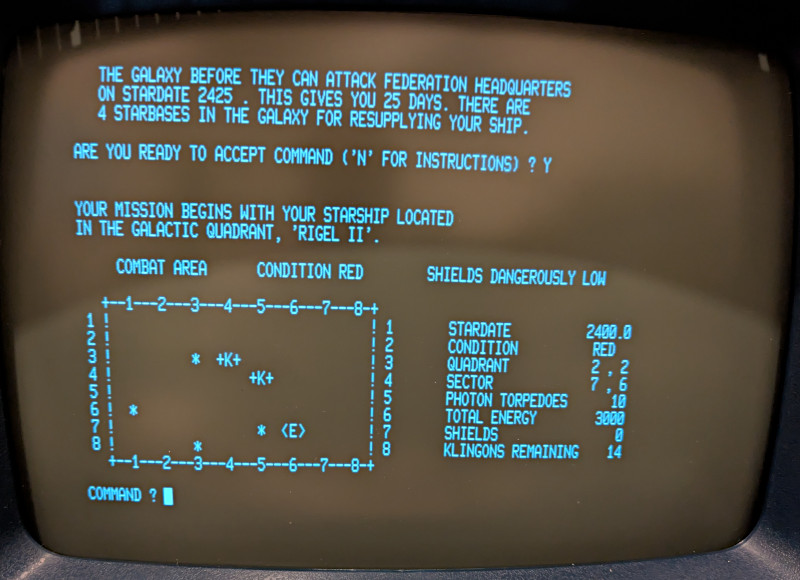 THE GALAXY BEFORE THEY CAN ATTACK FEDERATION HEADQUARTERS
ON STARDATE 2425 . THIS GIVES YOU 25 DAYS. THERE ARE
4 STARBASES IN THE GALAXY FOR RESUPPLYING YOUR SHIP.
ARE YOU READY TO ACCEPT COMMAND ('N' FOR INSTRUCTIONS) ? Y
YOUR MISSION BEGINS WITH YOUR STARSHIP LOCATED
IN THE GALACTIC QUADRANT, 'RIGEL II'.
COMBAT AREA CONDITION RED SHIELDS DANGEROUSLY LOW
+--1---2---3---4---5---6---7---8-+
1 ! ! 1 STARDATE 2400.0
2 ! ! 2 CONDITION RED
3 ! * +K+ ! 3 QUADRANT 2 , 2
4 ! +K+ ! 4 SECTOR 7 , 6
5 ! ! 5 PHOTON TORPEDOES 10
6 ! * ! 6 TOTAL ENERGY 3000
7 ! * <E> ! 7 SHIELDS 0
8 ! * ! 8 KLINGONS REMAINING 14
+--1---2---3---4---5---6---7---8-+
COMMAND ?